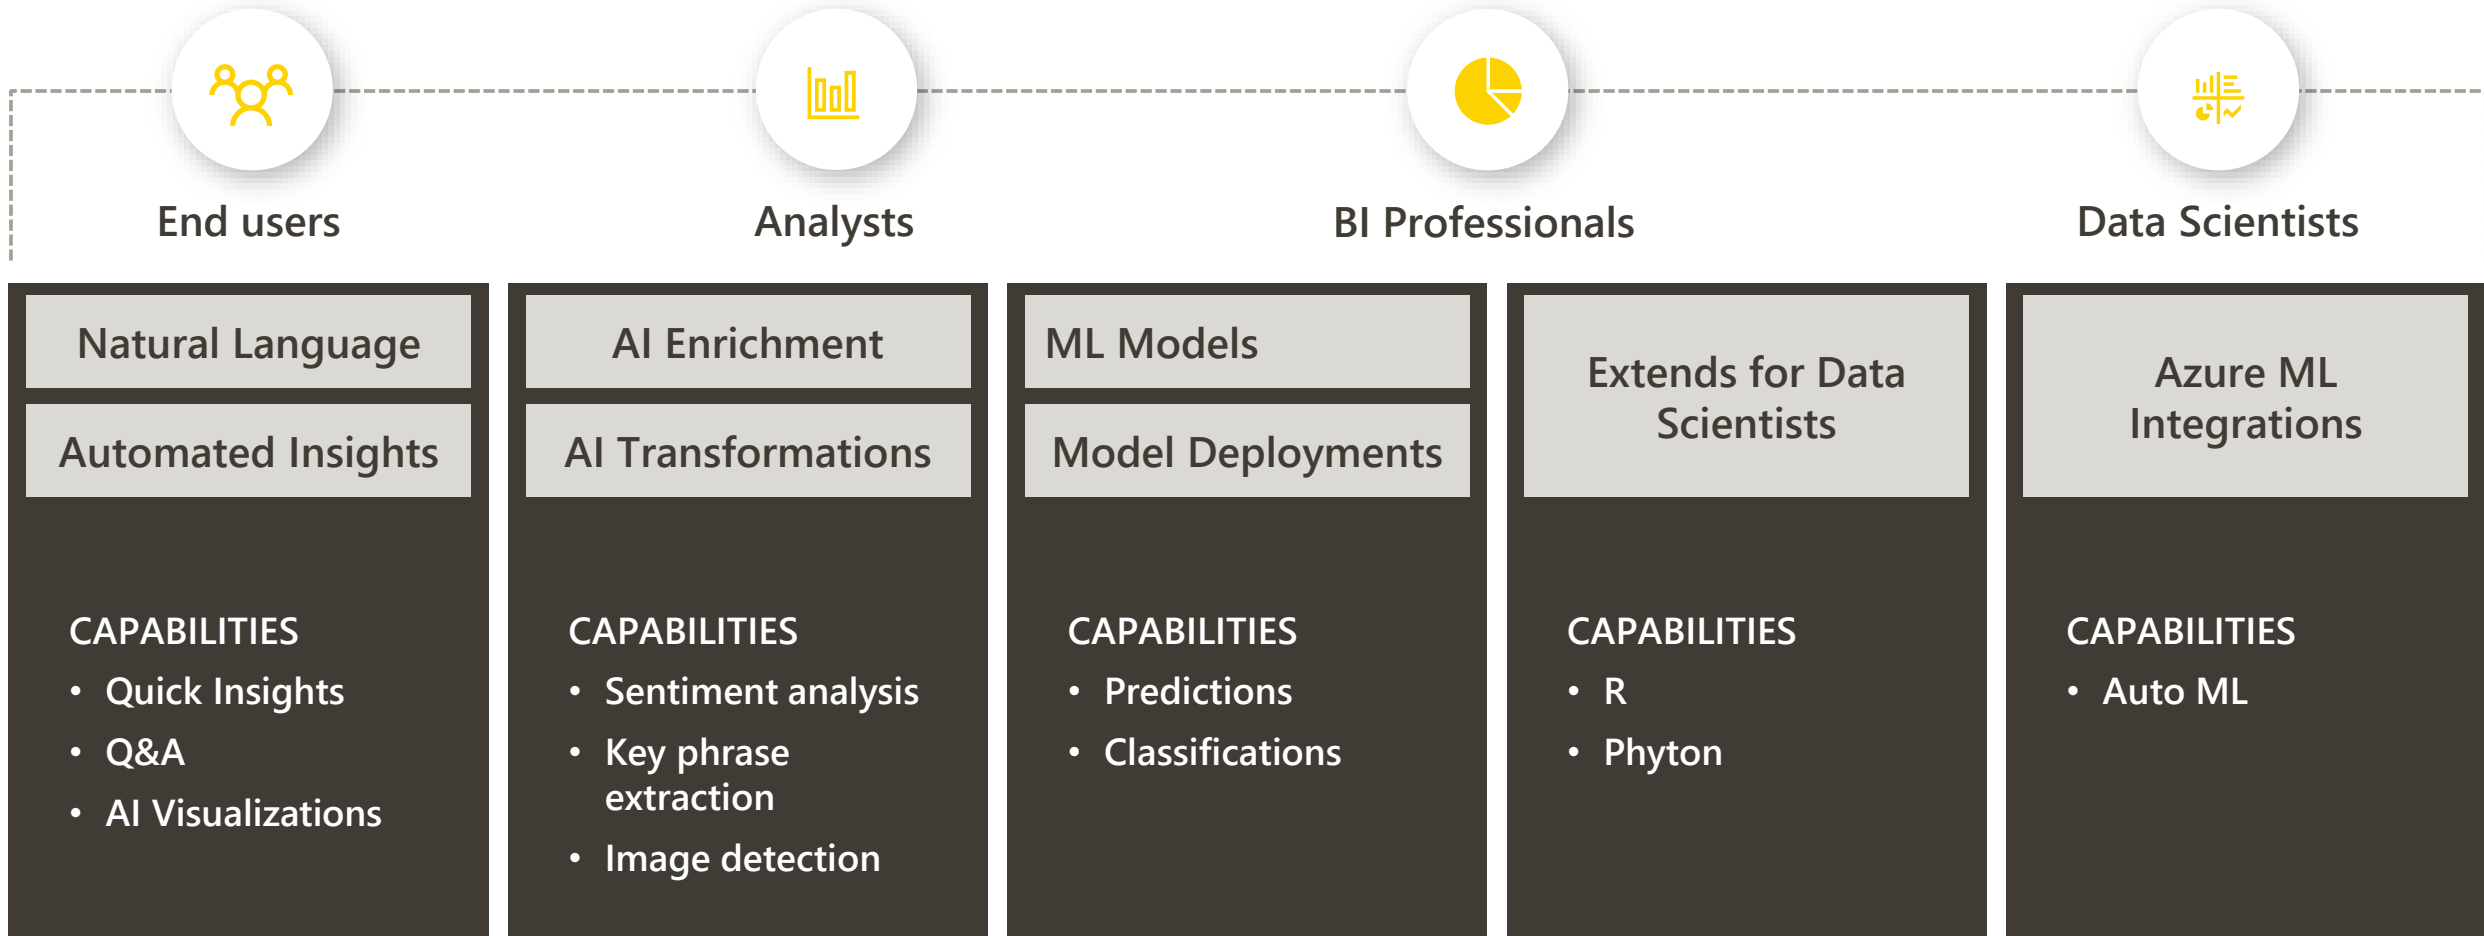 End users
Analysts
BI Professionals
Data Scientists
Natural Language
Automated Insights
CAPABILITIES
• Quick Insights
• Q&A
• AI Visualizations
AI Enrichment
AI Transformations
CAPABILITIES
• Sentiment analysis
• Key phrase
extraction
• Image detection
ML Models
Model Deployments
CAPABILITIES
• Predictions
• Classifications
Extends for Data
Scientists
CAPABILITIES
• R
• Phyton
Azure ML
Integrations
CAPABILITIES
• Auto ML